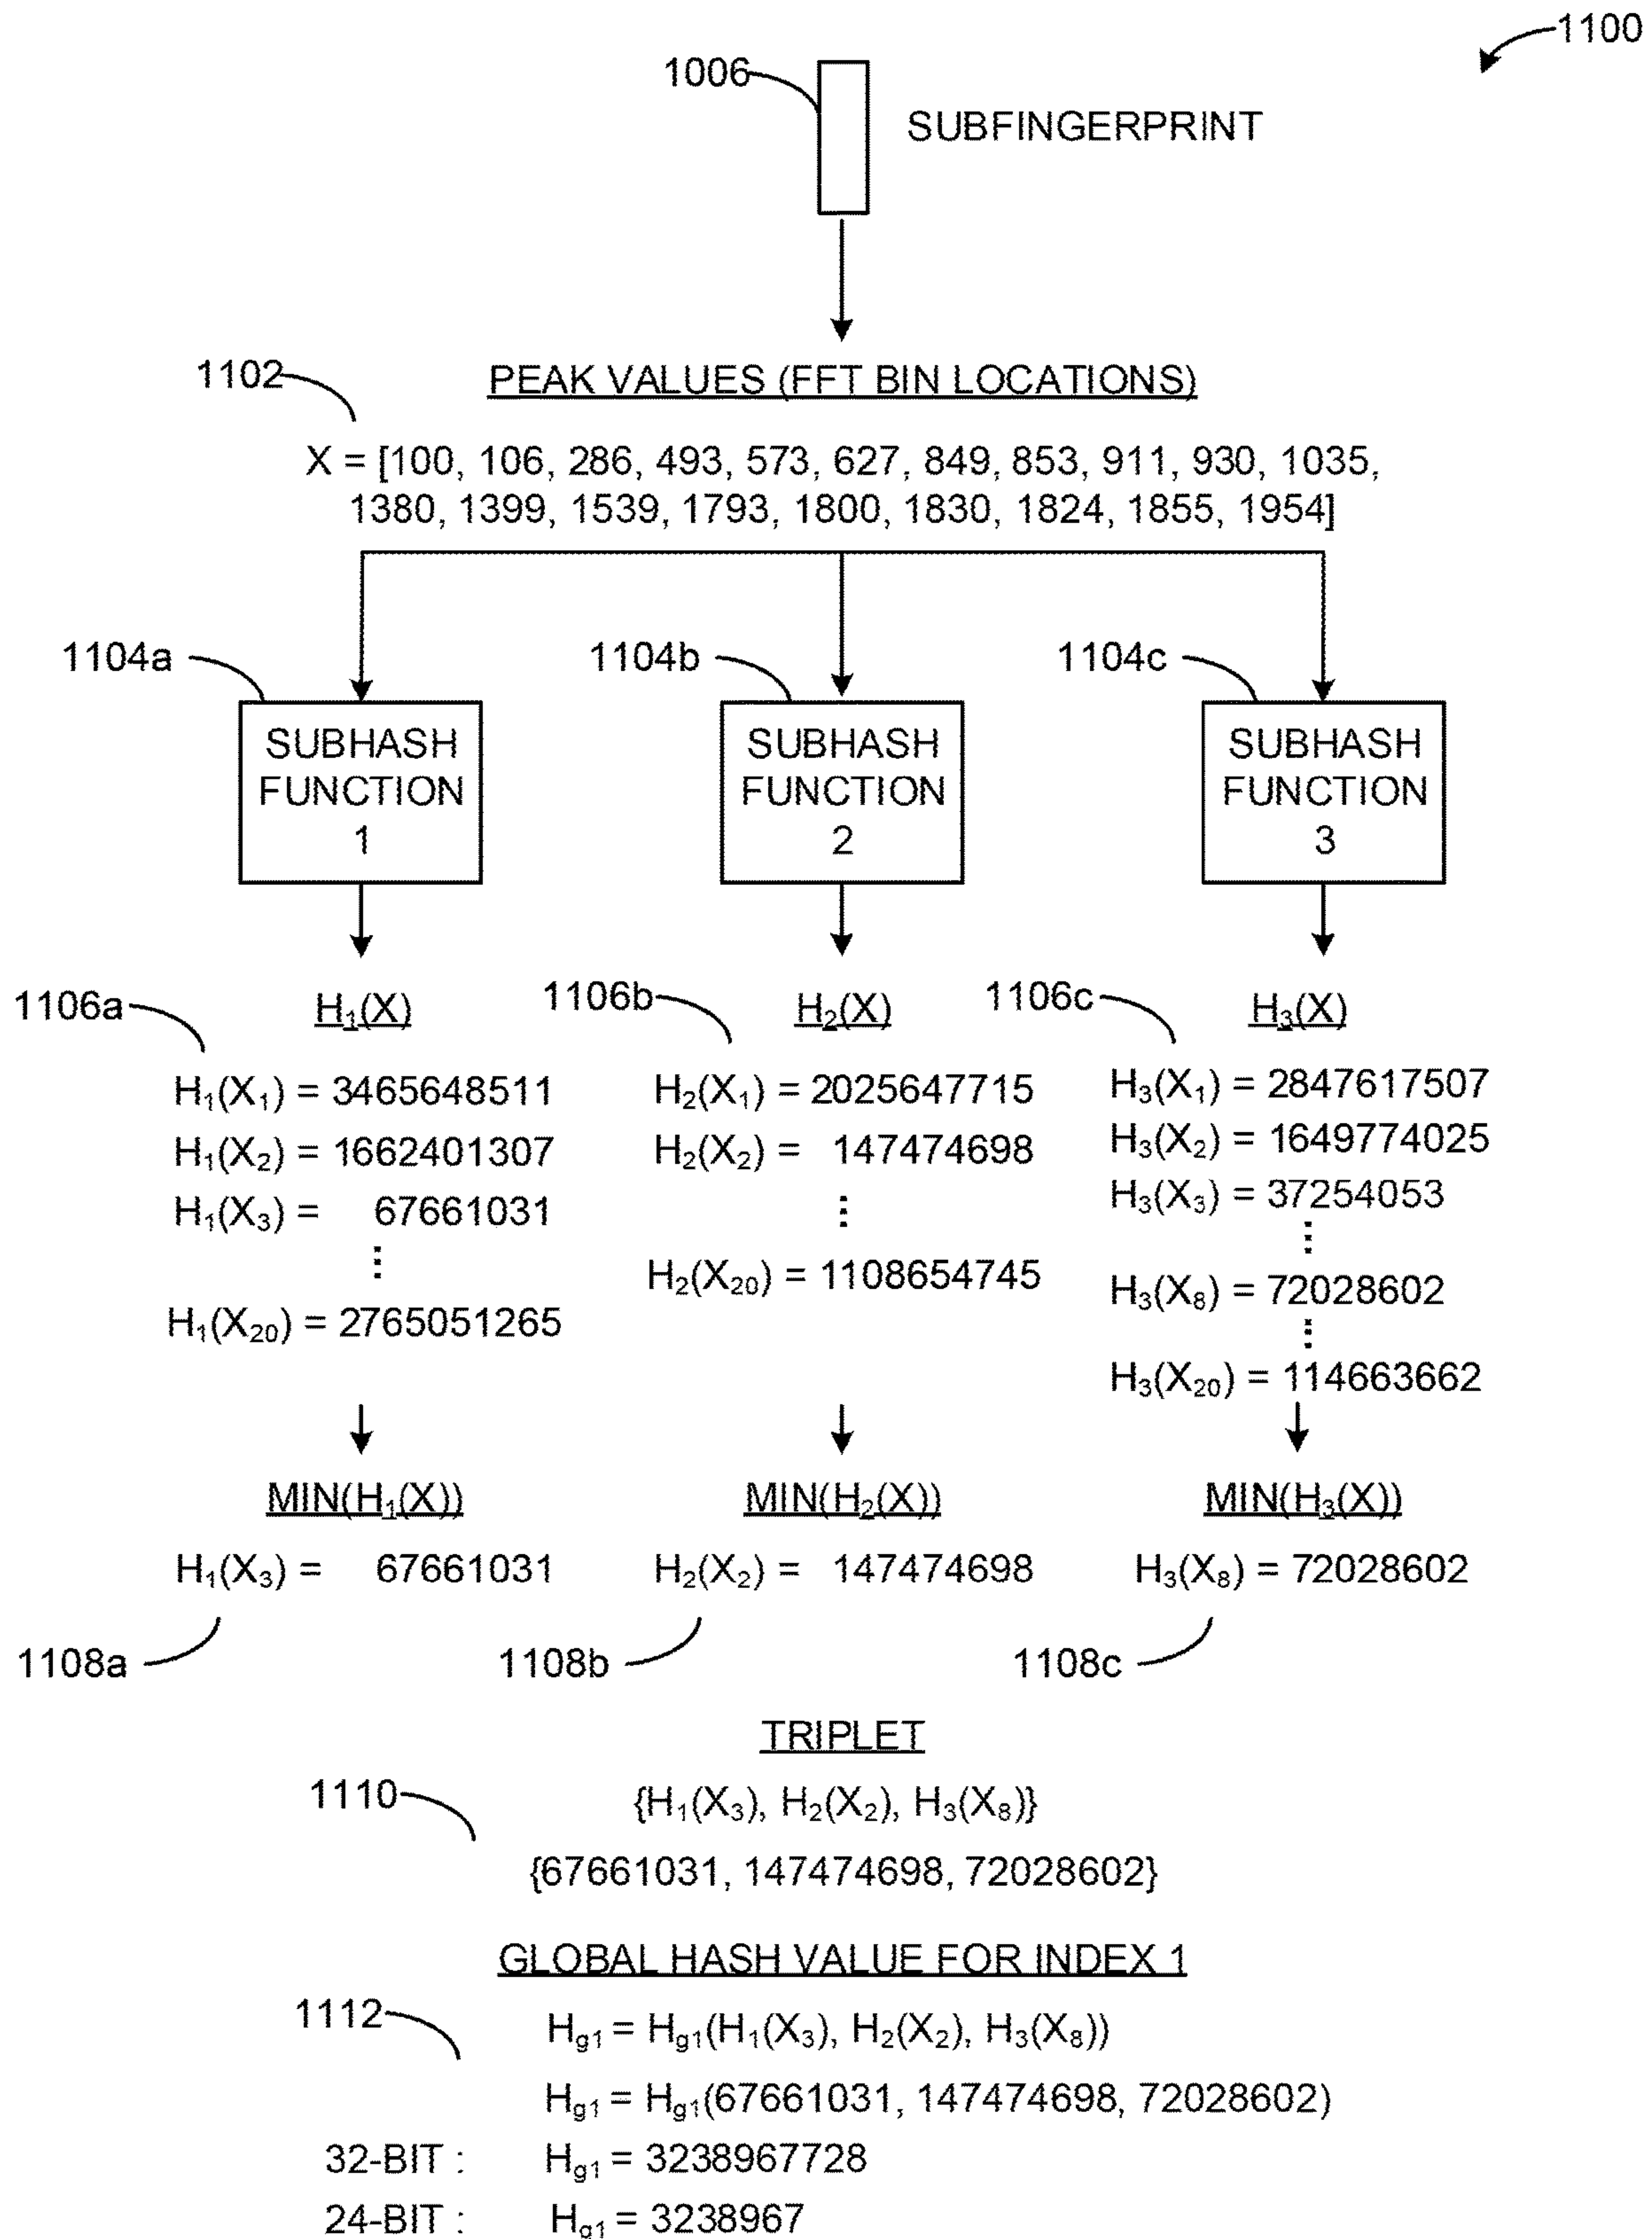 1100
1006
SUBFINGERPRINT
1102
PEAK VALUES (FFT BIN LOCATIONS)
X = [100, 106, 286, 493, 573, 627, 849, 853, 911, 930, 1035,
1380, 1399, 1539, 1793, 1800, 1830, 1824, 1855, 1954]
1104a
SUBHASH
FUNCTION
1
1104b
SUBHASH
FUNCTION
2
1104c
SUBHASH
FUNCTION
3
1106a
H₁(X)
H₁(X₁) = 3465648511
H₁(X₂) = 1662401307
H₁(X₃) = 67661031
⋮
H₁(X₂₀) = 2765051265
1106b
H₂(X)
H₂(X₁) = 2025647715
H₂(X₂) = 147474698
⋮
H₂(X₂₀) = 1108654745
1106c
H₃(X)
H₃(X₁) = 2847617507
H₃(X₂) = 1649774025
H₃(X₃) = 37254053
⋮
H₃(X₈) = 72028602
⋮
H₃(X₂₀) = 114663662
MIN(H₁(X))
H₁(X₃) = 67661031
1108a
MIN(H₂(X))
H₂(X₂) = 147474698
1108b
MIN(H₃(X))
H₃(X₈) = 72028602
1108c
TRIPLET
1110
{H₁(X₃), H₂(X₂), H₃(X₈)}
{67661031, 147474698, 72028602}
GLOBAL HASH VALUE FOR INDEX 1
1112
Hg1 = Hg1(H₁(X₃), H₂(X₂), H₃(X₈))
Hg1 = Hg1(67661031, 147474698, 72028602)
32-BIT : Hg1 = 3238967728
24-BIT : Hg1 = 3238967